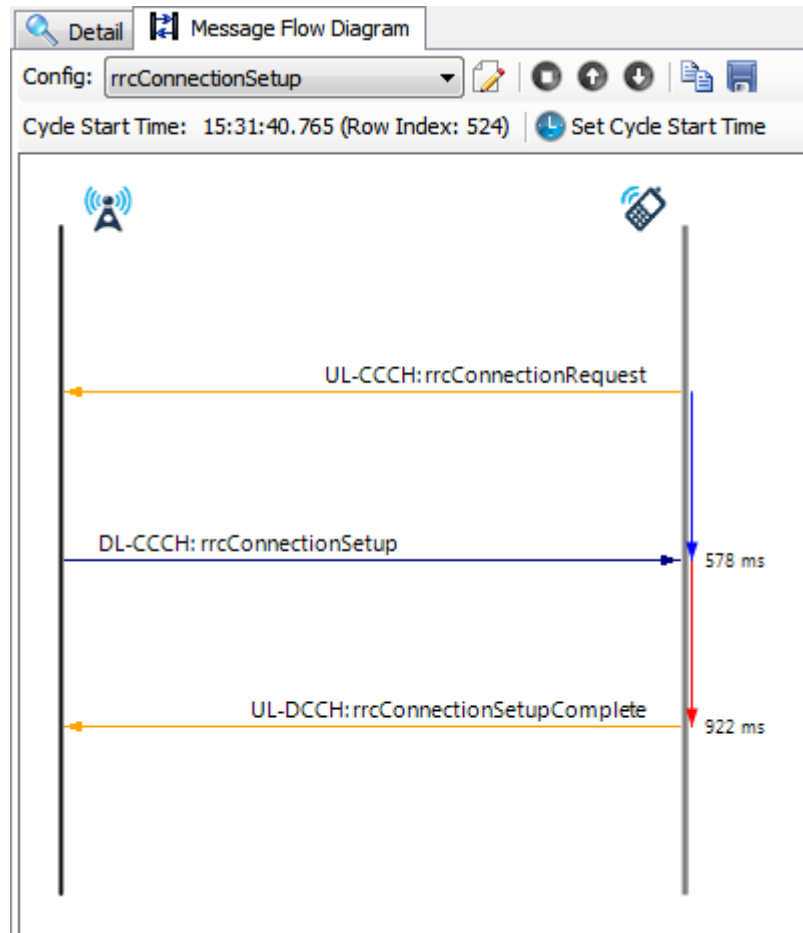 Detail
Message Flow Diagram
Config: rrcConnectionSetup
Cycle Start Time: 15:31:40.765 (Row Index: 524) Set Cycle Start Time
UL-CCCH:rrcConnectionRequest
DL-CCCH: rrcConnectionSetup
578 ms
UL-DCCH:rrcConnectionSetupComplete
922 ms